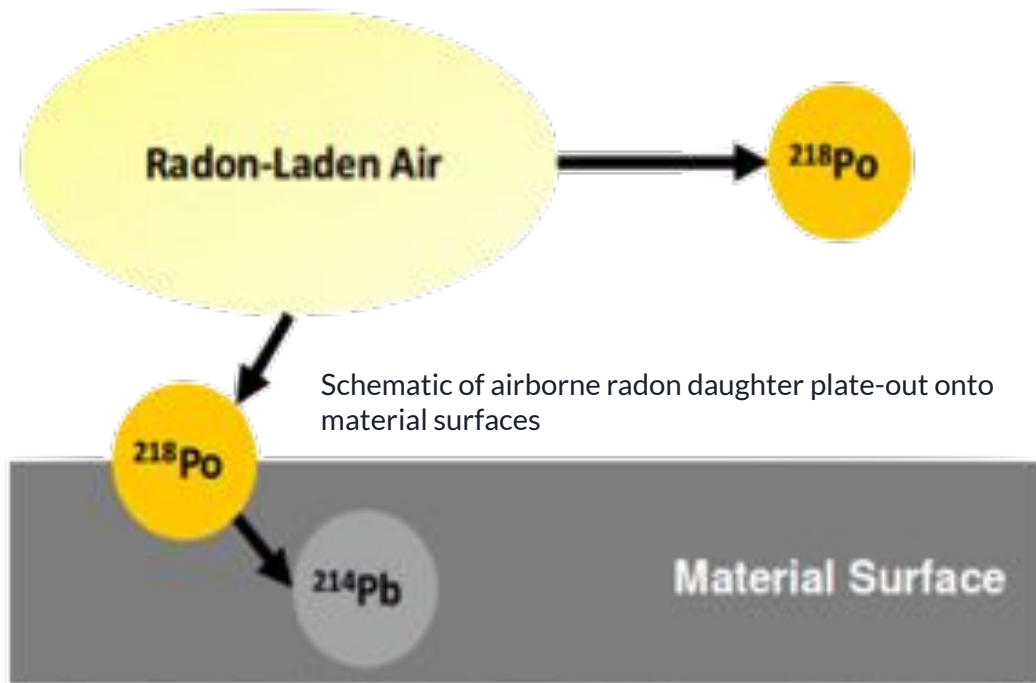 Radon-Laden Air
²¹⁸Po
Schematic of airborne radon daughter plate-out onto
material surfaces
²¹⁸Po
²¹⁴Pb
Material Surface